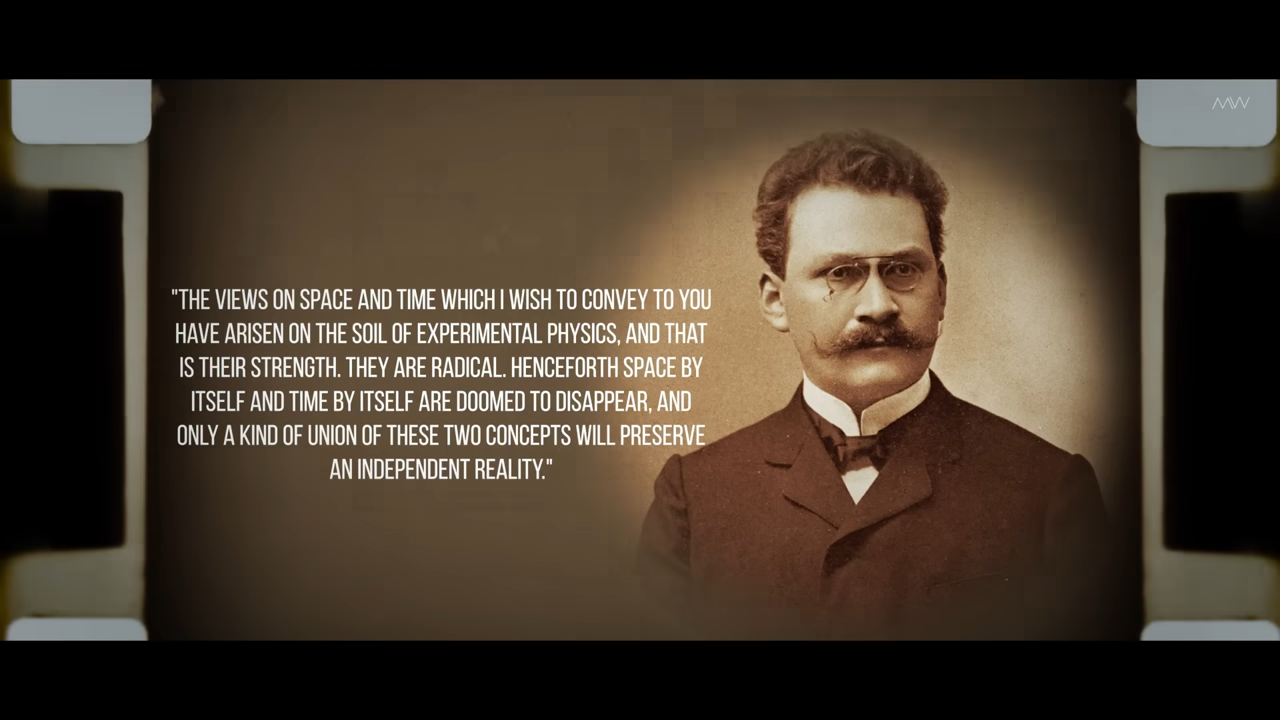 MW
"THE VIEWS ON SPACE AND TIME WHICH I WISH TO CONVEY TO YOU
HAVE ARISEN ON THE SOIL OF EXPERIMENTAL PHYSICS, AND THAT
IS THEIR STRENGTH. THEY ARE RADICAL. HENCEFORTH SPACE BY
ITSELF AND TIME BY ITSELF ARE DOOMED TO DISAPPEAR, AND
ONLY A KIND OF UNION OF THESE TWO CONCEPTS WILL PRESERVE
AN INDEPENDENT REALITY."